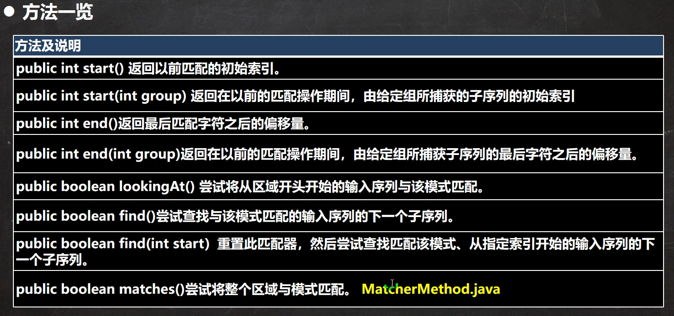 方法一览
方法及说明
public int start() 返回以前匹配的初始索引。
public int start(int group) 返回在以前的匹配操作期间，由给定组所捕获的子序列的初始索引
public int end()返回最后匹配字符之后的偏移量。
public int end(int group)返回在以前的匹配操作期间，由给定组所捕获子序列的最后字符之后的偏移量。
public boolean lookingAt() 尝试将从区域开头开始的输入序列与该模式匹配。
public boolean find()尝试查找与该模式匹配的输入序列的下一个子序列。
public boolean find(int start) 重置此匹配器，然后尝试查找匹配该模式、从指定索引开始的输入序列的下
一个子序列。
public boolean matches()尝试将整个区域与模式匹配。 MatcherMethod.java